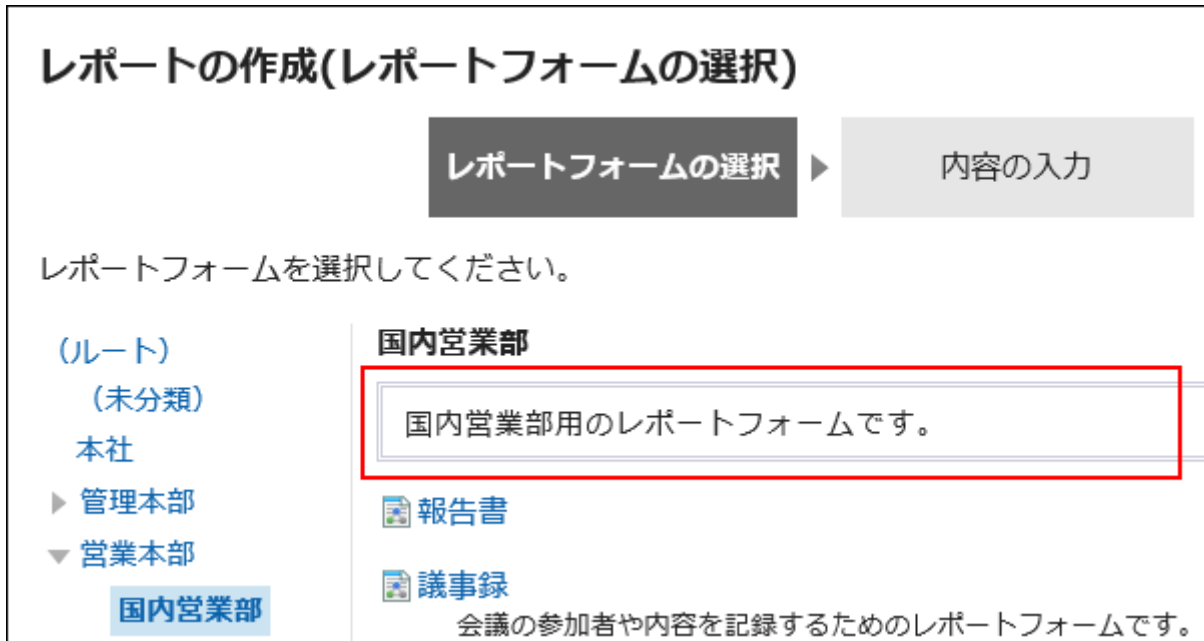 レポートの作成(レポートフォームの選択)
レポートフォームの選択
内容の入力
レポートフォームを選択してください。
(ルート)
(未分類)
本社
管理本部
営業本部
国内営業部
国内営業部
国内営業部用のレポートフォームです。
報告書
議事録
会議の参加者や内容を記録するためのレポートフォームです。